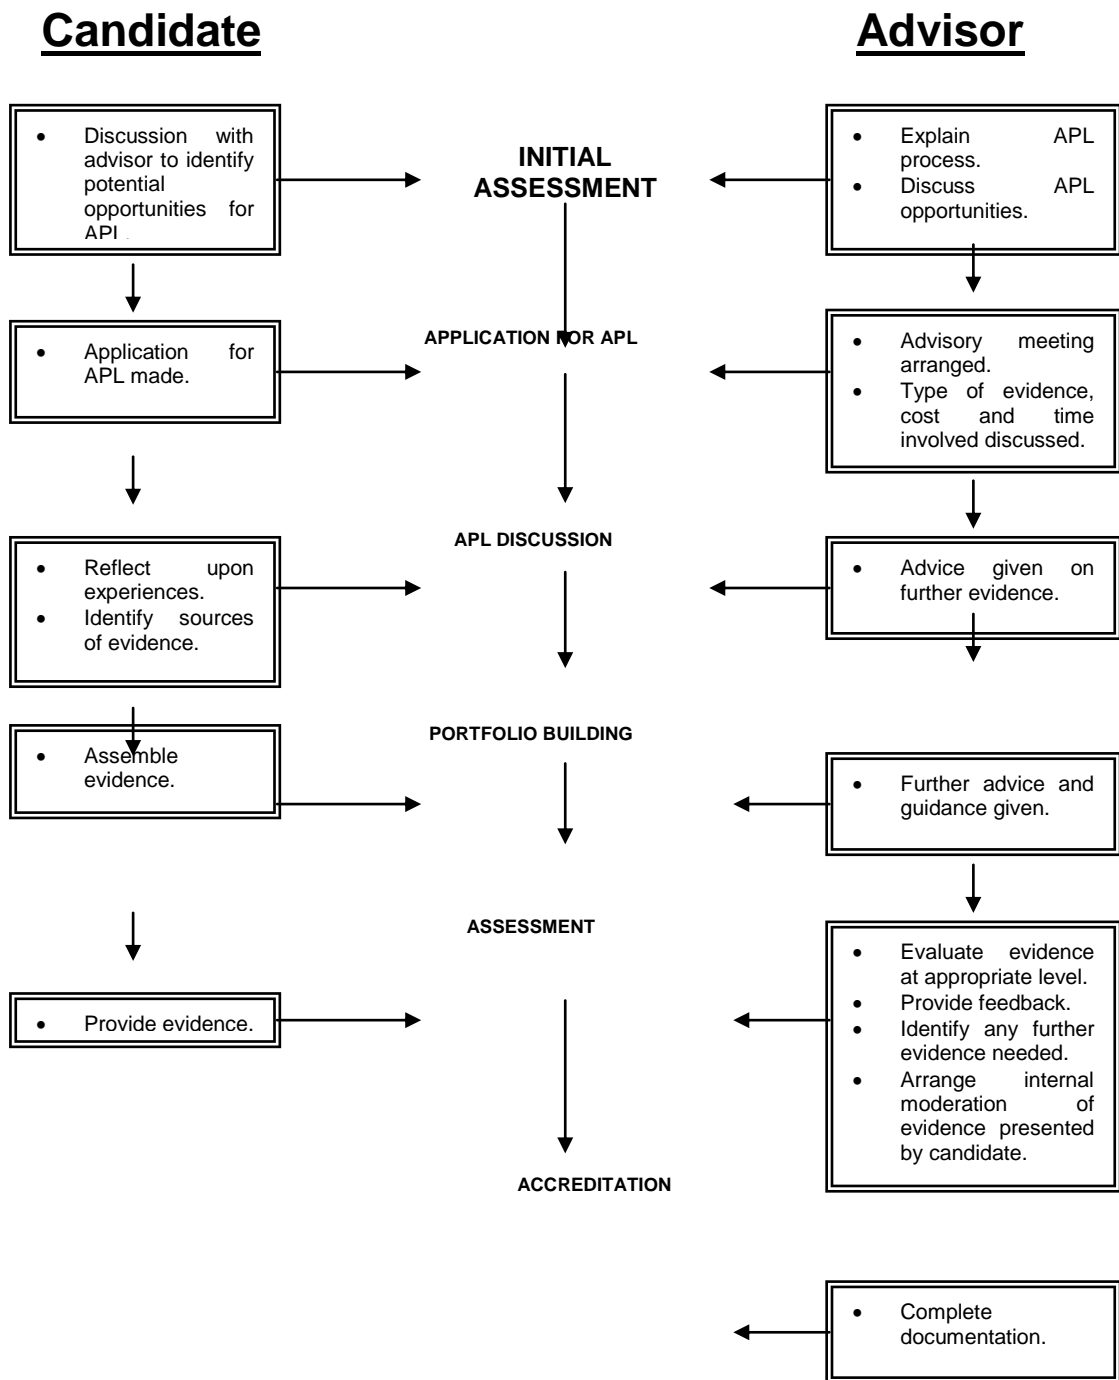 Candidate
Advisor
• Discussion with
advisor to identify
potential
opportunities for
APL.
INITIAL
ASSESSMENT
• Explain APL
process.
• Discuss APL
opportunities.
• Application for
APL made.
APPLICATION FOR APL
• Advisory meeting
arranged.
• Type of evidence,
cost and time
involved discussed.
• Reflect upon
experiences.
• Identify sources
of evidence.
APL DISCUSSION
• Advice given on
further evidence.
• Assemble
evidence.
PORTFOLIO BUILDING
• Further advice and
guidance given.
• Provide evidence.
ASSESSMENT
• Evaluate evidence
at appropriate level.
• Provide feedback.
• Identify any further
evidence needed.
• Arrange internal
moderation of
evidence presented
by candidate.
ACCREDITATION
• Complete
documentation.